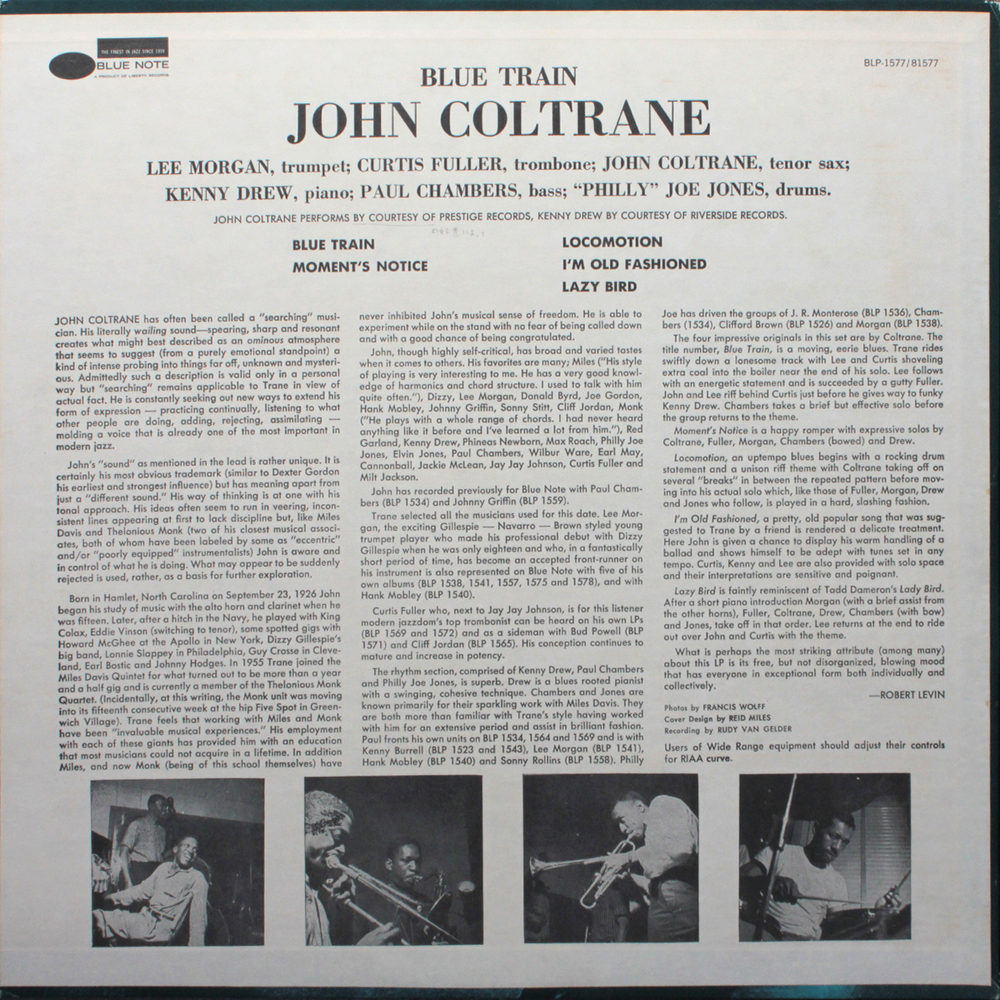 THE FINEST IN JAZZ SINCE 1939
BLUE NOTE
A PRODUCT OF LIBERTY RECORDS
BLP-1577/81577
BLUE TRAIN
JOHN COLTRANE
LEE MORGAN, trumpet; CURTIS FULLER, trombone; JOHN COLTRANE, tenor sax;
KENNY DREW, piano; PAUL CHAMBERS, bass; “PHILLY” JOE JONES, drums.
JOHN COLTRANE PERFORMS BY COURTESY OF PRESTIGE RECORDS, KENNY DREW BY COURTESY OF RIVERSIDE RECORDS.
BLUE TRAIN
MOMENT'S NOTICE
LOCOMOTION
I'M OLD FASHIONED
LAZY BIRD
JOHN COLTRANE has often been called a “searching” musi-
cian. His literally wailing sound—spearing, sharp and resonant
creates what might best described as an ominous atmosphere
that seems to suggest (from a purely emotional standpoint) a
kind of intense probing into things far off, unknown and mysteri-
ous. Admittedly such a description is valid only in a personal
way but “searching” remains applicable to Trane in view of
actual fact. He is constantly seeking out new ways to extend his
form of expression — practicing continually, listening to what
other people are doing, adding, rejecting, assimilating —
molding a voice that is already one of the most important in
modern jazz.
John's “sound” as mentioned in the lead is rather unique. It is
certainly his most obvious trademark (similar to Dexter Gordon
his earliest and strongest influence) but has meaning apart from
just a “different sound.” His way of thinking is at one with his
tonal approach. His ideas often seem to run in veering, incon-
sistent lines appearing at first to lack discipline but, like Miles
Davis and Thelonious Monk (two of his closest musical associ-
ates, both of whom have been labeled by some as “eccentric”
and/or “poorly equipped” instrumentalists) John is aware and
in control of what he is doing. What may appear to be suddenly
rejected is used, rather, as a basis for further exploration.
Born in Hamlet, North Carolina on September 23, 1926 John
began his study of music with the alto horn and clarinet when he
was fifteen. Later, after a hitch in the Navy, he played with King
Colax, Eddie Vinson (switching to tenor), some spotted gigs with
Howard McGhee at the Apollo in New York, Dizzy Gillespie's
big band, Lonnie Slappey in Philadelphia, Guy Crosse in Cleve-
land, Earl Bostic and Johnny Hodges. In 1955 Trane joined the
Miles Davis Quintet for what turned out to be more than a year
and a half gig and is currently a member of the Thelonious Monk
Quartet. (Incidentally, at this writing, the Monk unit was moving
into its fifteenth consecutive week at the hip Five Spot in Green-
wich Village). Trane feels that working with Miles and Monk
have been “invaluable musical experiences.” His employment
with each of these giants has provided him with an education
that most musicians could not acquire in a lifetime. In addition
Miles, and now Monk (being of this school themselves) have
never inhibited John's musical sense of freedom. He is able to
experiment while on the stand with no fear of being called down
and with a good chance of being congratulated.
John, though highly self-critical, has broad and varied tastes
when it comes to others. His favorites are many; Miles (“His style
of playing is very interesting to me. He has a very good knowl-
edge of harmonics and chord structure. I used to talk with him
quite often.”), Dizzy, Lee Morgan, Donald Byrd, Joe Gordon,
Hank Mobley, Johnny Griffin, Sonny Stitt, Cliff Jordan, Monk
(“He plays with a whole range of chords. I had never heard
anything like it before and I've learned a lot from him.”), Red
Garland, Kenny Drew, Phineas Newborn, Max Roach, Philly Joe
Jones, Elvin Jones, Paul Chambers, Wilbur Ware, Earl May,
Cannonball, Jackie McLean, Jay Jay Johnson, Curtis Fuller and
Milt Jackson.
John has recorded previously for Blue Note with Paul Cham-
bers (BLP 1534) and Johnny Griffin (BLP 1559).
Trane selected all the musicians used for this date. Lee Mor-
gan, the exciting Gillespie — Navarro — Brown styled young
trumpet player who made his professional debut with Dizzy
Gillespie when he was only eighteen and who, in a fantastically
short period of time, has become an accepted front-runner on
his instrument is also represented on Blue Note with five of his
own albums (BLP 1538, 1541, 1557, 1575 and 1578), and with
Hank Mobley (BLP 1540).
Curtis Fuller who, next to Jay Jay Johnson, is for this listener
modern jazzdom's top trombonist can be heard on his own LPs
(BLP 1569 and 1572) and as a sideman with Bud Powell (BLP
1571) and Cliff Jordan (BLP 1565). His conception continues to
mature and increase in potency.
The rhythm section, comprised of Kenny Drew, Paul Chambers
and Philly Joe Jones, is superb. Drew is a blues rooted pianist
with a swinging, cohesive technique. Chambers and Jones are
known primarily for their sparkling work with Miles Davis. They
are both more than familiar with Trane's style having worked
with him for an extensive period and assist in brilliant fashion.
Paul fronts his own units on BLP 1534, 1564 and 1569 and is with
Kenny Burrell (BLP 1523 and 1543), Lee Morgan (BLP 1541),
Hank Mobley (BLP 1540) and Sonny Rollins (BLP 1558). Philly
Joe has driven the groups of J. R. Monterose (BLP 1536), Cham-
bers (1534), Clifford Brown (BLP 1526) and Morgan (BLP 1538).
The four impressive originals in this set are by Coltrane. The
title number, Blue Train, is a moving, eerie blues. Trane rides
swiftly down a lonesome track with Lee and Curtis shoveling
extra coal into the boiler near the end of his solo. Lee follows
with an energetic statement and is succeeded by a gutty Fuller.
John and Lee riff behind Curtis just before he gives way to funky
Kenny Drew. Chambers takes a brief but effective solo before
the group returns to the theme.
Moment's Notice is a happy romper with expressive solos by
Coltrane, Fuller, Morgan, Chambers (bowed) and Drew.
Locomotion, an uptempo blues begins with a rocking drum
statement and a unison riff theme with Coltrane taking off on
several “breaks” in between the repeated pattern before mov-
ing into his actual solo which, like those of Fuller, Morgan, Drew
and Jones who follow, is played in a hard, slashing fashion.
I'm Old Fashioned, a pretty, old popular song that was sug-
gested to Trane by a friend is rendered a delicate treatment.
Here John is given a chance to display his warm handling of a
ballad and shows himself to be adept with tunes set in any
tempo. Curtis, Kenny and Lee are also provided with solo space
and their interpretations are sensitive and poignant.
Lazy Bird is faintly reminiscent of Tadd Dameron's Lady Bird.
After a short piano introduction Morgan (with a brief assist from
the other horns), Fuller, Coltrane, Drew, Chambers (with bow)
and Jones, take off in that order. Lee returns at the end to ride
out over John and Curtis with the theme.
What is perhaps the most striking attribute (among many)
about this LP is its free, but not disorganized, blowing mood
that has everyone in exceptional form both individually and
collectively.
—ROBERT LEVIN
Photos by FRANCIS WOLFF
Cover Design by REID MILES
Recording by RUDY VAN GELDER
Users of Wide Range equipment should adjust their controls
for RIAA curve.